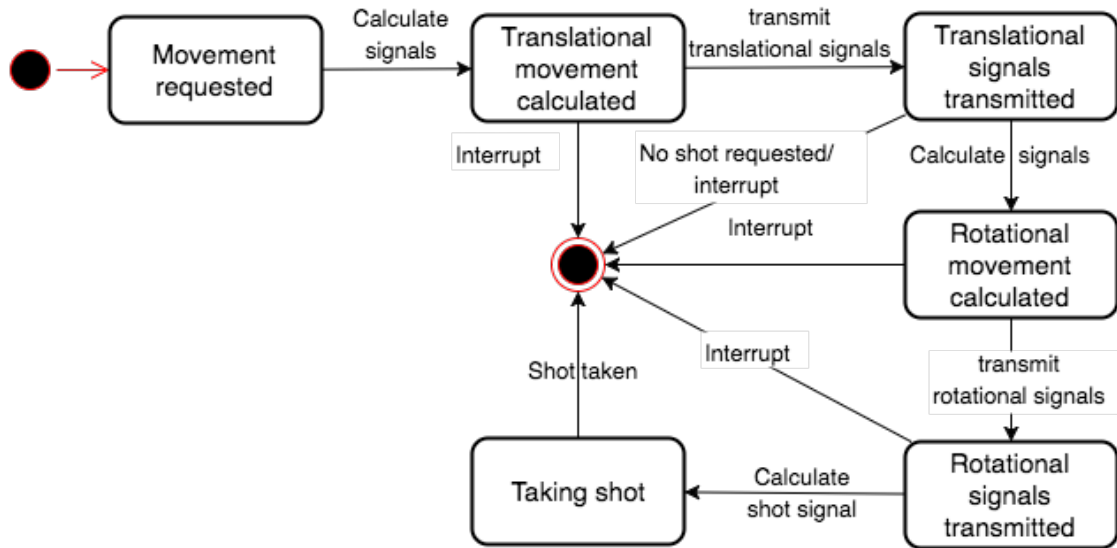 Movement
requested
Calculate
signals
Translational
movement
calculated
transmit
translational signals
Translational
signals
transmitted
Interrupt
No shot requested/
interrupt
Calculate signals
Interrupt
Rotational
movement
calculated
Interrupt
transmit
rotational signals
Shot taken
Taking shot
Calculate
shot signal
Rotational
signals
transmitted